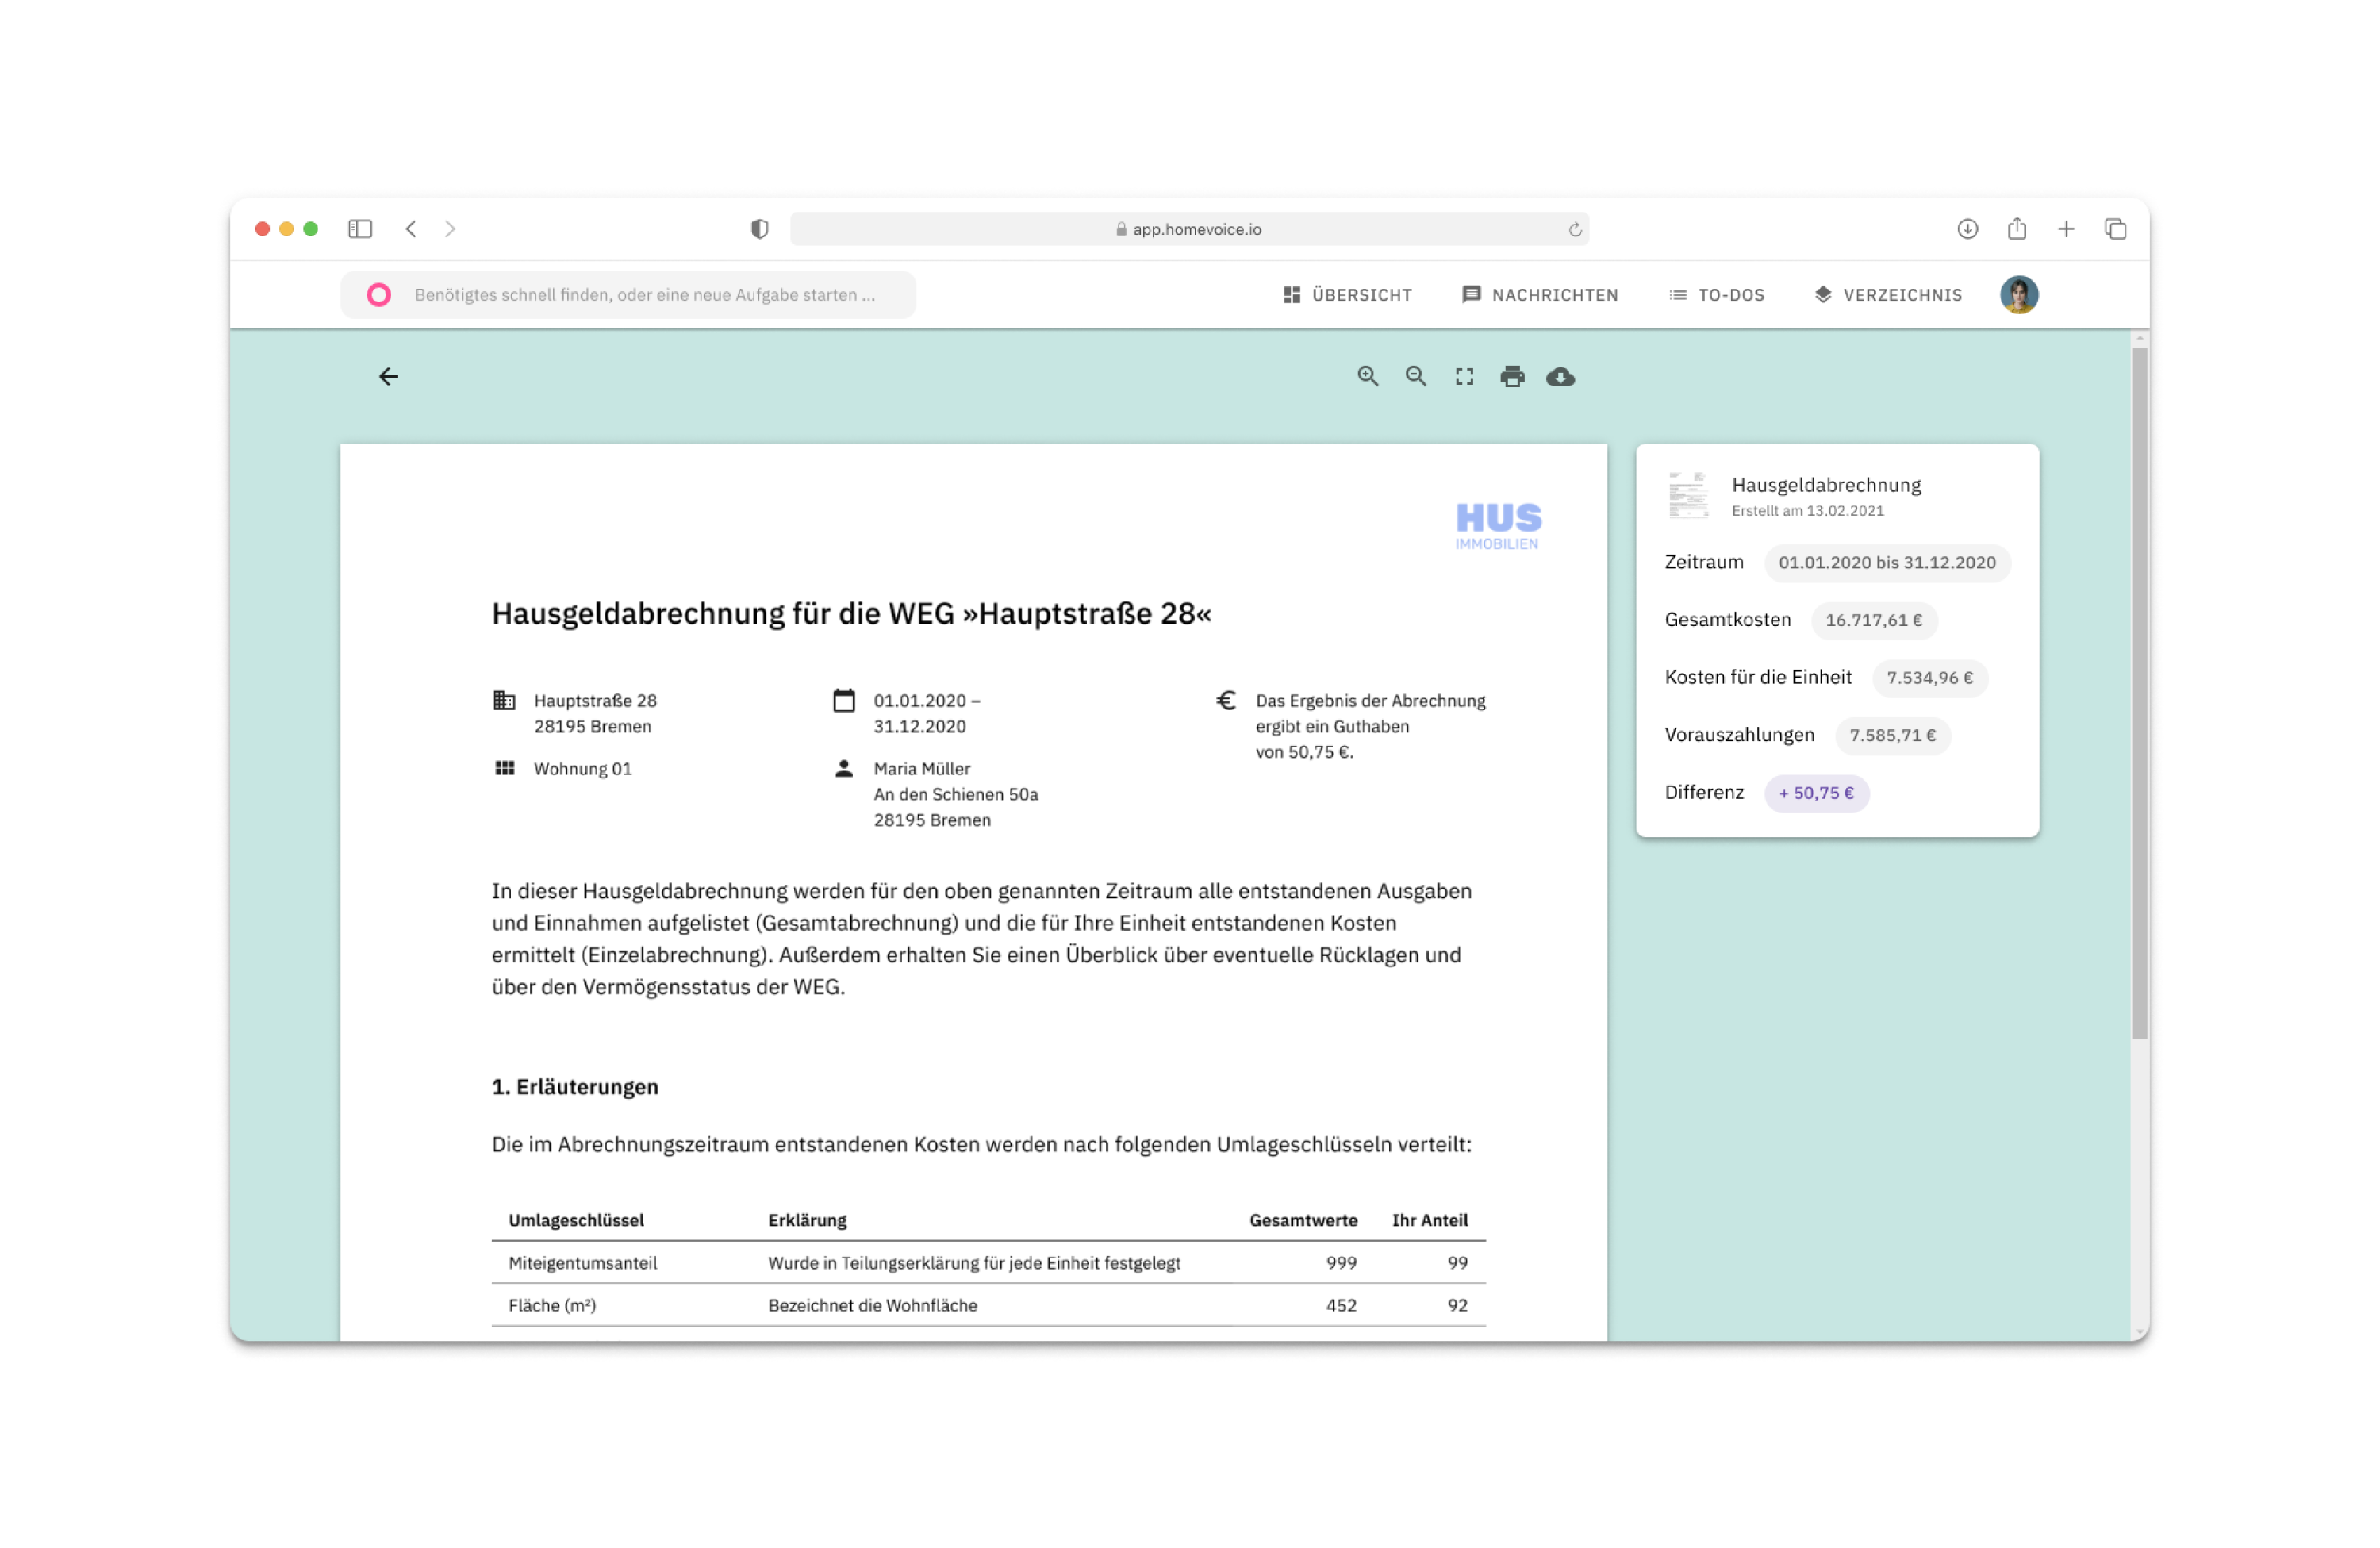 app.homevoice.io
Benötigtes schnell finden, oder eine neue Aufgabe starten ...
ÜBERSICHT
NACHRICHTEN
TO-DOS
VERZEICHNIS
HUS
IMMOBILIEN
Hausgeldabrechnung für die WEG »Hauptstraße 28«
Hauptstraße 28
28195 Bremen
Wohnung 01
01.01.2020 –
31.12.2020
Maria Müller
An den Schienen 50a
28195 Bremen
€ Das Ergebnis der Abrechnung
ergibt ein Guthaben
von 50,75 €.
In dieser Hausgeldabrechnung werden für den oben genannten Zeitraum alle entstandenen Ausgaben
und Einnahmen aufgelistet (Gesamtabrechnung) und die für Ihre Einheit entstandenen Kosten
ermittelt (Einzelabrechnung). Außerdem erhalten Sie einen Überblick über eventuelle Rücklagen und
über den Vermögensstatus der WEG.
1. Erläuterungen
Die im Abrechnungszeitraum entstandenen Kosten werden nach folgenden Umlageschlüsseln verteilt:
Umlageschlüssel Erklärung Gesamtwerte Ihr Anteil
Miteigentumsanteil Wurde in Teilungserklärung für jede Einheit festgelegt 999 99
Fläche (m²) Bezeichnet die Wohnfläche 452 92
Hausgeldabrechnung
Erstellt am 13.02.2021
Zeitraum 01.01.2020 bis 31.12.2020
Gesamtkosten 16.717,61 €
Kosten für die Einheit 7.534,96 €
Vorauszahlungen 7.585,71 €
Differenz + 50,75 €